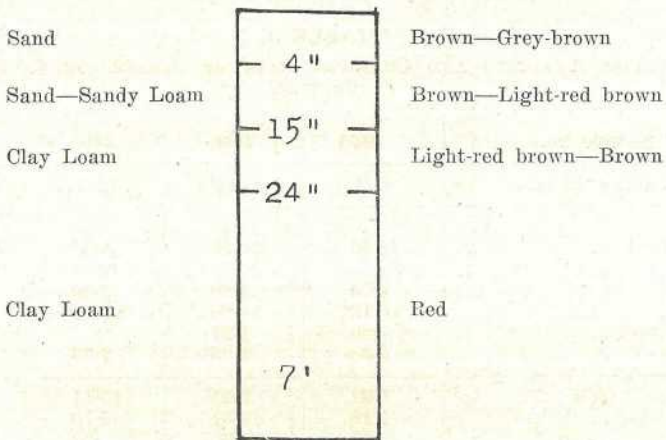 Sand Brown—Grey-brown
4"
Sand—Sandy Loam Brown—Light-red brown
15"
Clay Loam Light-red brown—Brown
24"
Clay Loam Red
7'